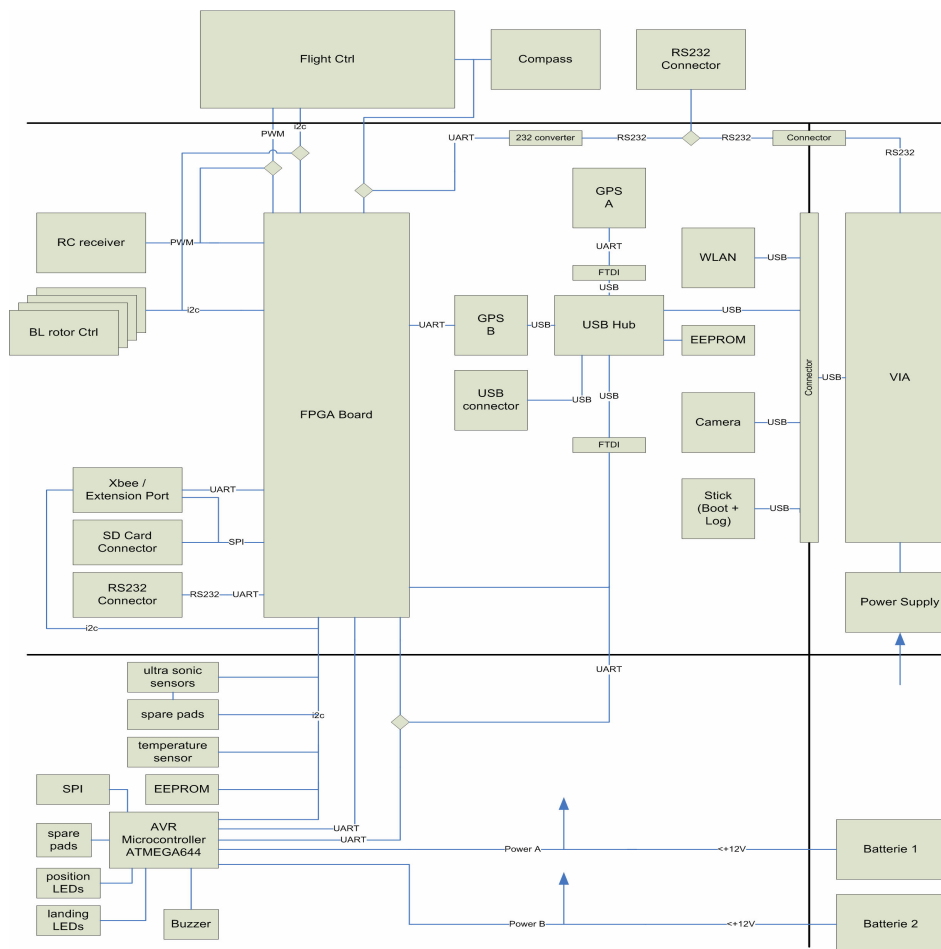 Flight Ctrl
Compass
RS232
Connector
i2c
PWM
UART
232 converter
RS232
RS232
Connector
RS232
GPS
A
RC receiver
PWM
UART
WLAN
USB
FTDI
USB
BL rotor Ctrl
i2c
UART
GPS
B
USB
USB Hub
USB
EEPROM
Connector
USB
VIA
USB
connector
USB
USB
FPGA Board
Camera
USB
FTDI
Xbee /
Extension Port
UART
Stick
(Boot +
Log)
USB
SD Card
Connector
SPI
RS232
Connector
RS232
UART
Power Supply
i2c
ultra sonic
sensors
UART
spare pads
i2c
temperature
sensor
SPI
EEPROM
AVR
Microcontroller
ATMEGA644
UART
UART
spare
pads
Power A
<+12V
Batterie 1
position
LEDs
landing
LEDs
Buzzer
Power B
<+12V
Batterie 2